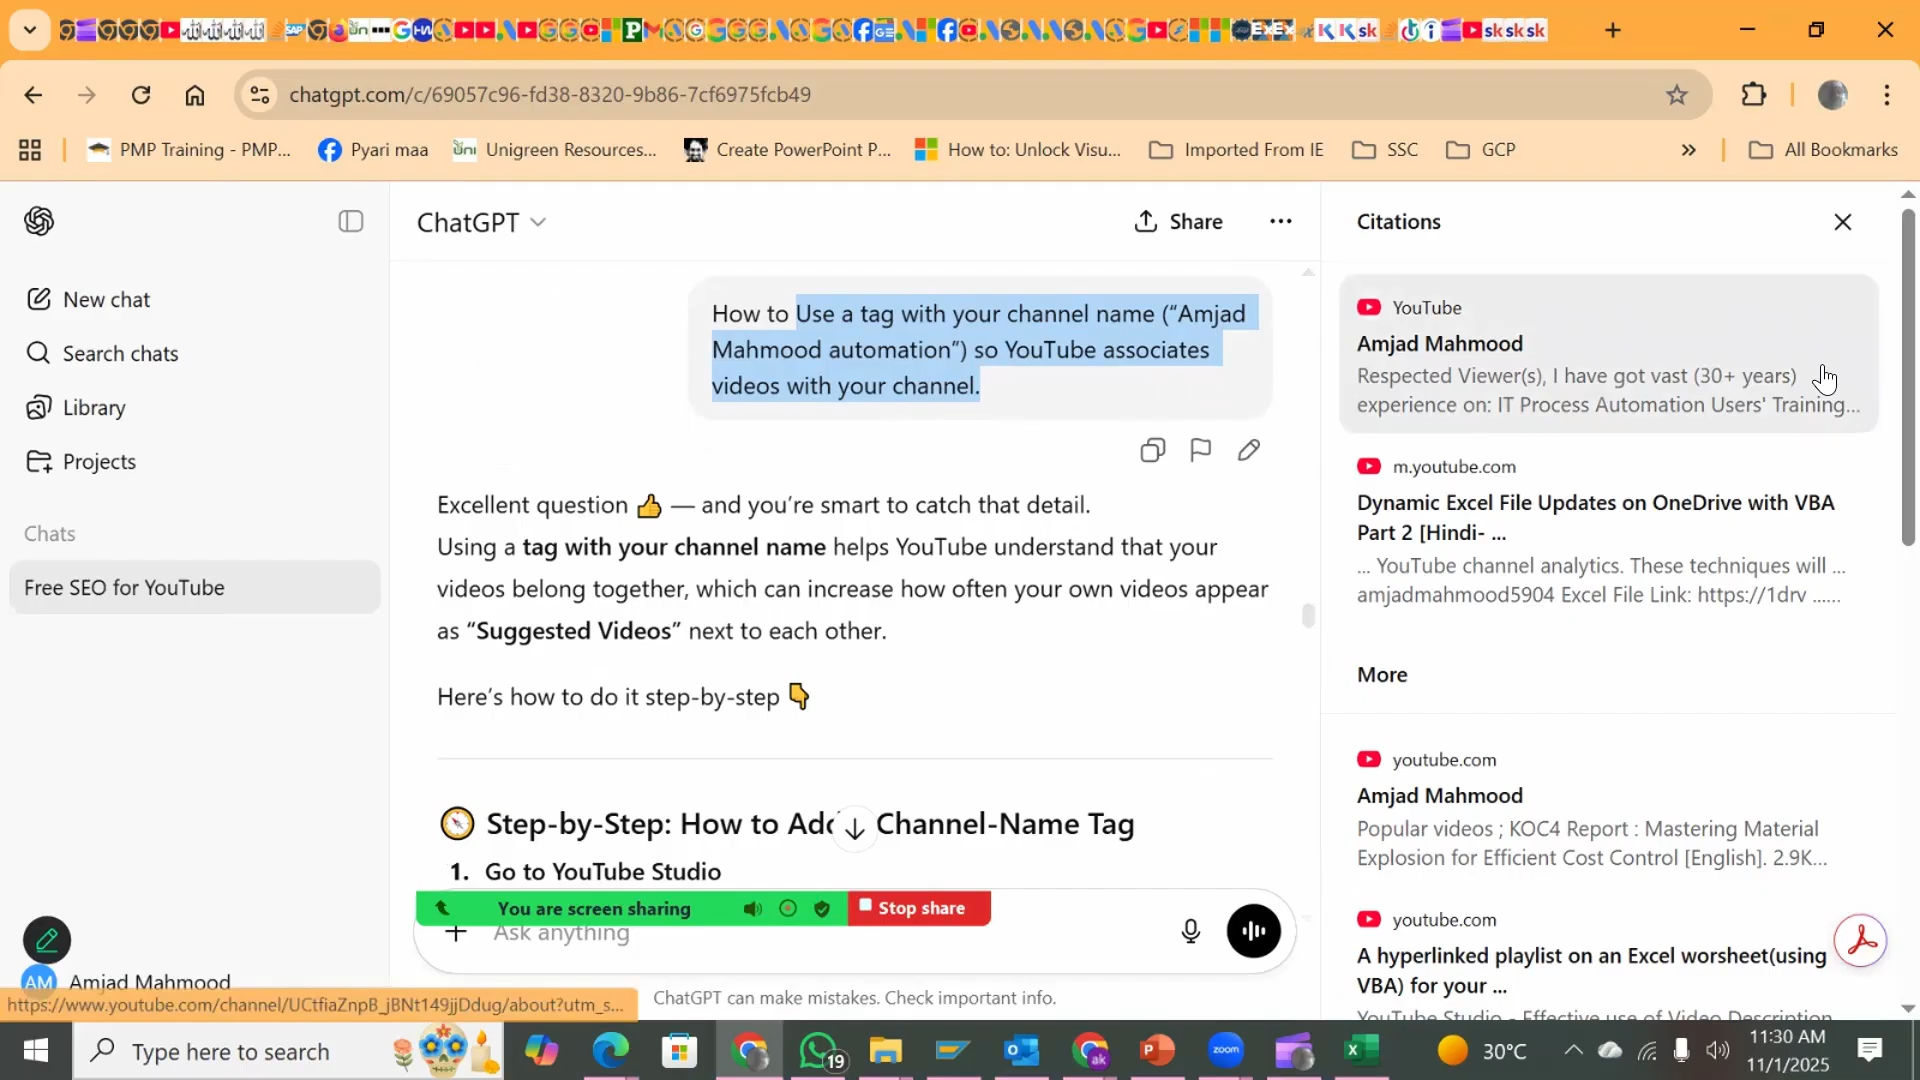 chatgpt.com/c/69057c96-fd38-8320-9b86-7cf6975fcb49
PMP Training - PMP...
Pyari maa
Unigreen Resources...
Create PowerPoint P...
How to: Unlock Visu...
Imported From IE
SSC
GCP
All Bookmarks
New chat
Search chats
Library
Projects
Chats
Free SEO for YouTube
AM
Amjad Mahmood
https://www.youtube.com/channel/UCtfiaZnpB_jBNt149jjDdug/about?utm_s...
ChatGPT
Share
How to Use a tag with your channel name (“Amjad
Mahmood automation”) so YouTube associates
videos with your channel.
Excellent question 👍 — and you’re smart to catch that detail.
Using a tag with your channel name helps YouTube understand that your
videos belong together, which can increase how often your own videos appear
as “Suggested Videos” next to each other.
Here’s how to do it step-by-step 👇
🧭 Step-by-Step: How to Add Channel-Name Tag
1. Go to YouTube Studio
You are screen sharing
Stop share
Ask anything
ChatGPT can make mistakes. Check important info.
Citations
YouTube
Amjad Mahmood
Respected Viewer(s), I have got vast (30+ years)
experience on: IT Process Automation Users' Training...
m.youtube.com
Dynamic Excel File Updates on OneDrive with VBA
Part 2 [Hindi- ...
... YouTube channel analytics. These techniques will ...
amjadmahmood5904 Excel File Link: https://1drv ......
More
youtube.com
Amjad Mahmood
Popular videos ; KOC4 Report : Mastering Material
Explosion for Efficient Cost Control [English]. 2.9K...
youtube.com
A hyperlinked playlist on an Excel worsheet(using
VBA) for your ...
YouTube Studio - Effective use of Video Description
Type here to search
19
zoom
30°C
11:30 AM
11/1/2025